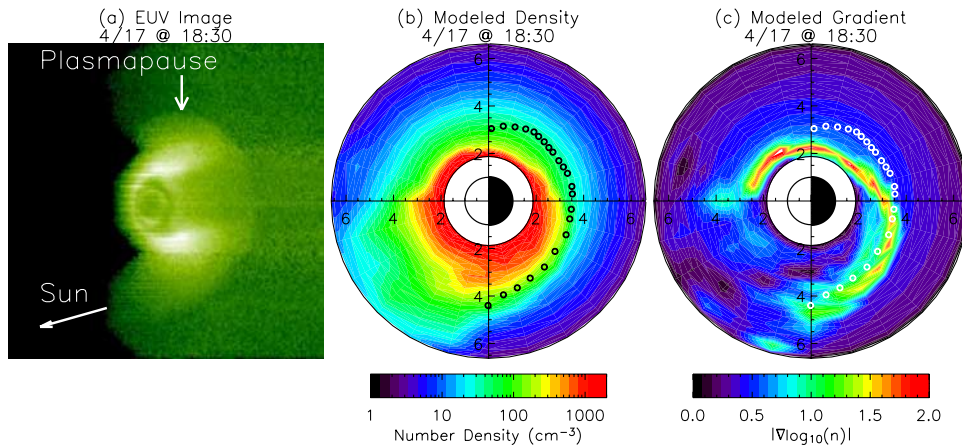 (a) EUV Image
(b) Modeled Density
(c) Modeled Gradient
4/17 @ 18:30
4/17 @ 18:30
4/17 @ 18:30
Plasmapause
Sun
6
4
2
6 4 2 2 4 6
2
4
6
6
4
2
6 4 2 2 4 6
2
4
6
1 10 100 1000
Number Density (cm⁻³)
0.0 0.5 1.0 1.5 2.0
|∇log₁₀(n)|